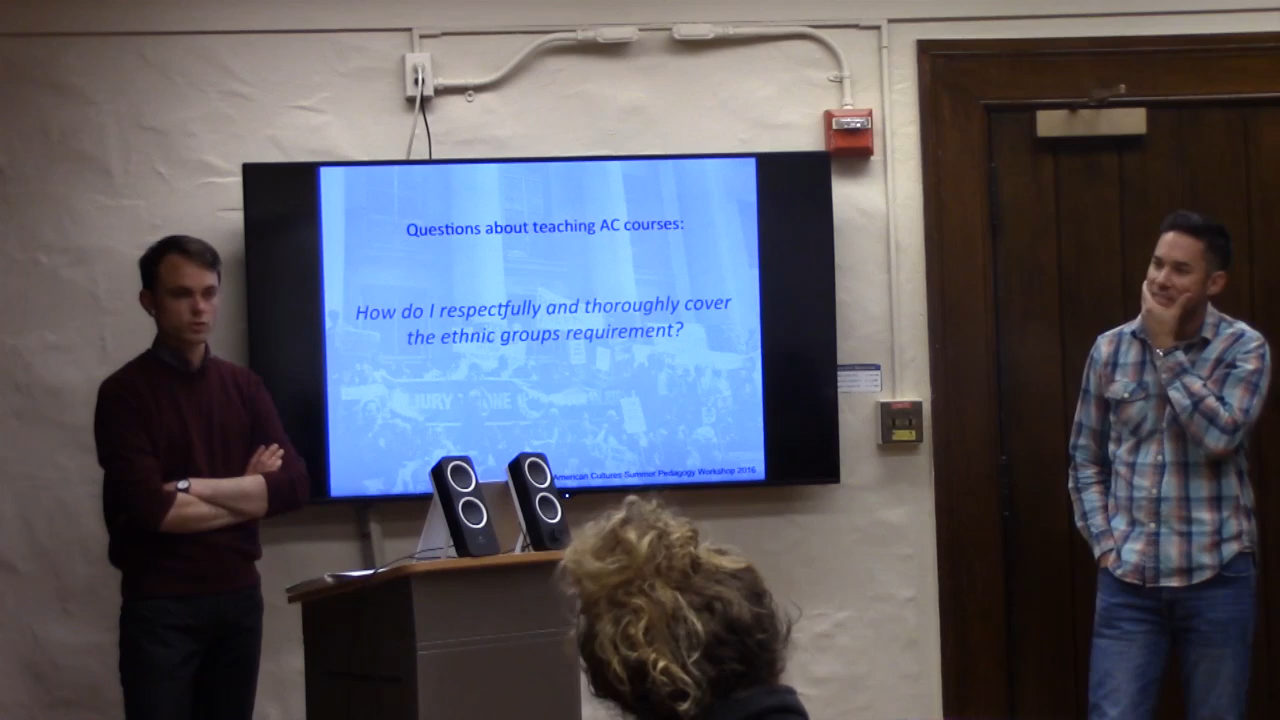 Questions about teaching AC courses:
How do I respectfully and thoroughly cover
the ethnic groups requirement?
American Cultures Summer Pedagogy Workshop 2016